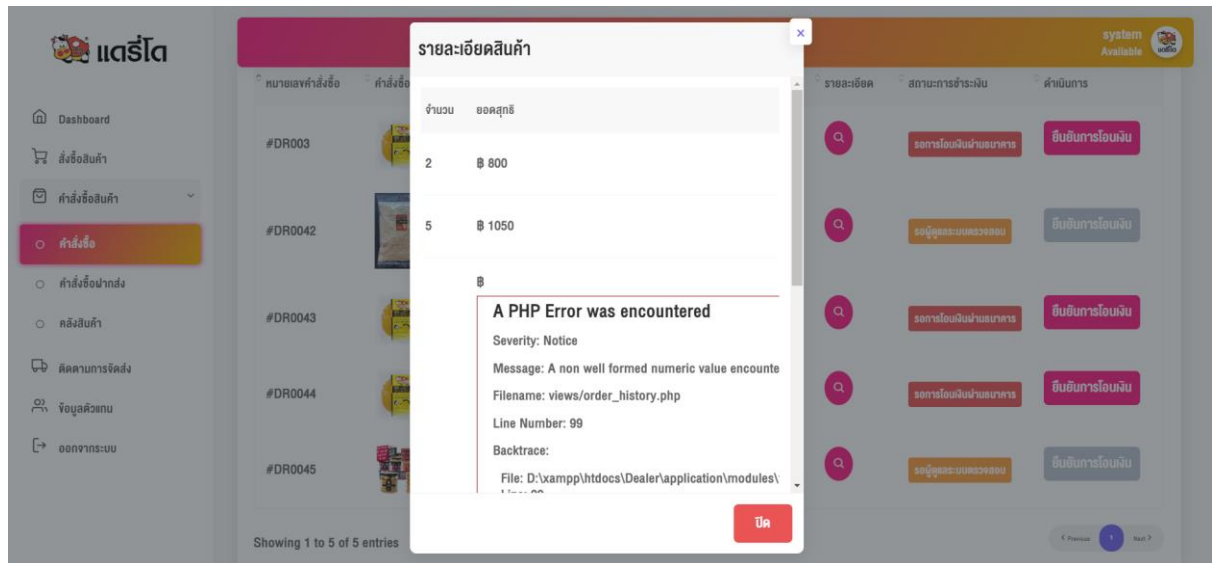 แดรี่โด
system
Available
Dashboard
สั่งซื้อสินค้า
คำสั่งซื้อสินค้า
คำสั่งซื้อ
คำสั่งซื้อฝากส่ง
คลังสินค้า
ติดตามการจัดส่ง
ข้อมูลตัวแทน
ออกจากระบบ
หมายเลขคำสั่งซื้อ คำสั่งซื้อ รายละเอียด สถานะการชำระเงิน ดำเนินการ
#DR003 รอการโอนเงินผ่านธนาคาร ยืนยันการโอนเงิน
#DR0042 รอผู้ดูแลระบบตรวจสอบ ยืนยันการโอนเงิน
#DR0043 รอการโอนเงินผ่านธนาคาร ยืนยันการโอนเงิน
#DR0044 รอการโอนเงินผ่านธนาคาร ยืนยันการโอนเงิน
#DR0045 รอผู้ดูแลระบบตรวจสอบ ยืนยันการโอนเงิน
Showing 1 to 5 of 5 entries
Previous 1 Next
รายละเอียดสินค้า
×
จำนวน ยอดสุทธิ
2 ฿ 800
5 ฿ 1050
฿
A PHP Error was encountered
Severity: Notice
Message: A non well formed numeric value encounte
Filename: views/order_history.php
Line Number: 99
Backtrace:
File: D:\xampp\htdocs\Dealer\application\modules\
ปิด